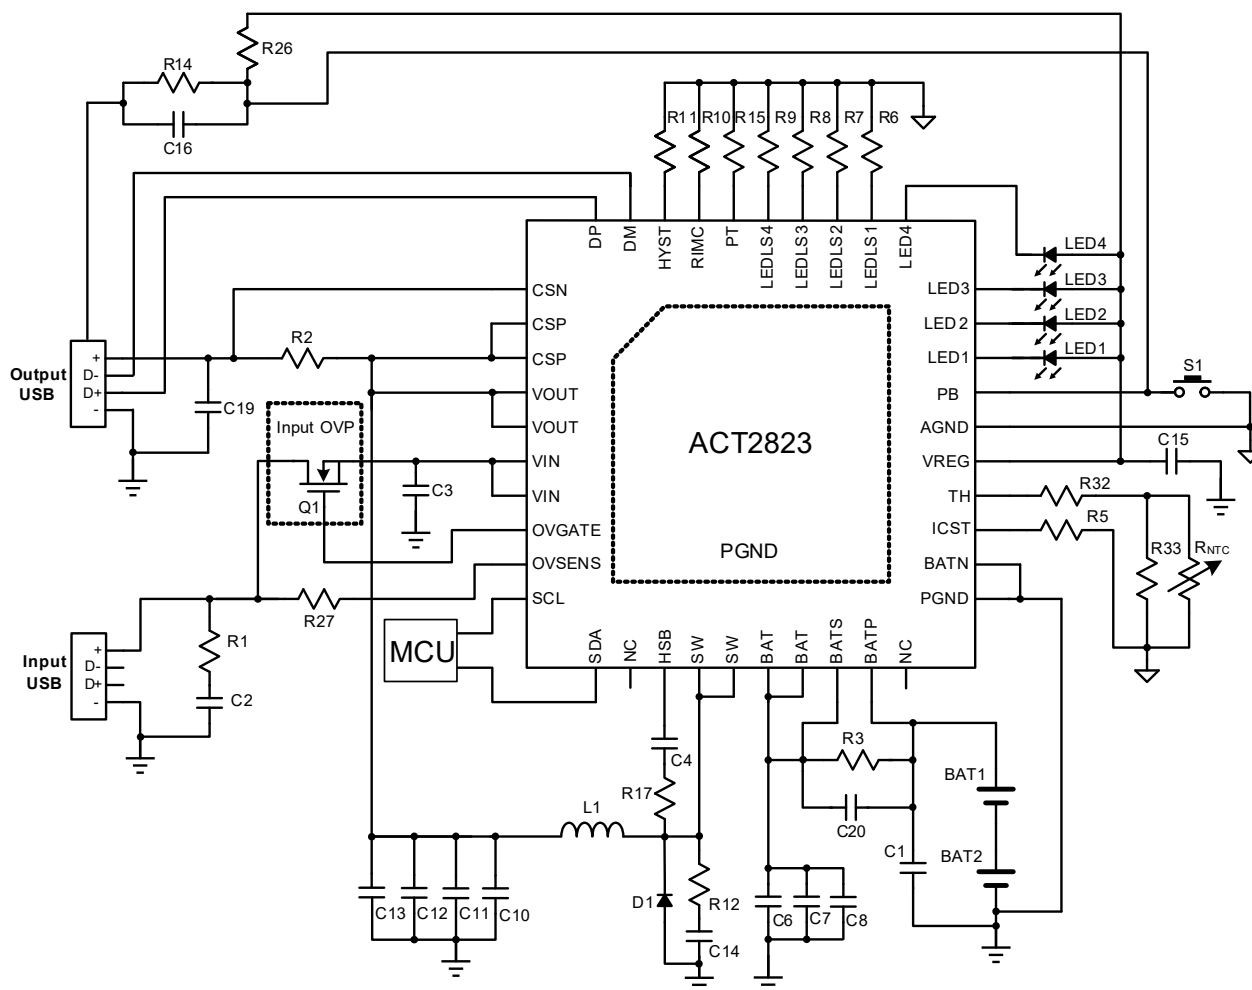 R26
R14
C16
R11 R10 R15 R9 R8 R7 R6
DP DM HYST RIMC PT LEDLS4 LEDLS3 LEDLS2 LEDLS1 LED4
LED4
CSN
LED3
LED3
CSP
LED2
LED2
R2
CSP
LED1
LED1
S1
Output
USB
+
D-
D+
-
C19
VOUT
PB
Input OVP
VOUT
ACT2823
AGND
C15
VIN
VREG
Q1
C3
VIN
TH
R32
OVGATE
ICST
R5
PGND
R33
RNTC
OVSENS
BATN
R27
SCL
PGND
MCU
Input
USB
+
D-
D+
-
R1
C2
SDA NC HSB SW SW BAT BAT BATS BATP NC
C4
R3
R17
BAT1
L1
C20
C1
BAT2
C13 C12 C11 C10
D1
R12
C14
C6 C7 C8